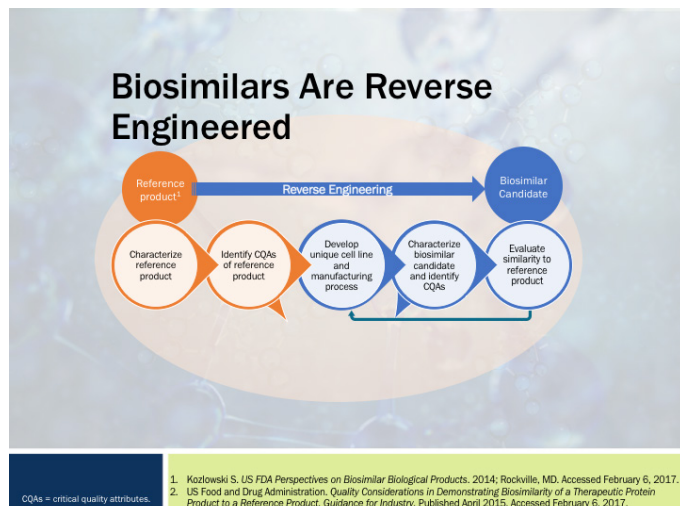 Biosimilars Are Reverse
Engineered
Reference
product1
Reverse Engineering
Biosimilar
Candidate
Characterize
reference
product
Identify CQAs
of reference
product
Develop
unique cell line
and
manufacturing
process
Characterize
biosimilar
candidate
and identify
CQAs
Evaluate
similarity to
reference
product
CQAs = critical quality attributes.
1. Kozlowski S. US FDA Perspectives on Biosimilar Biological Products. 2014; Rockville, MD. Accessed February 6, 2017.
2. US Food and Drug Administration. Quality Considerations in Demonstrating Biosimilarity of a Therapeutic Protein
Product to a Reference Product. Guidance for Industry. Published April 2015. Accessed February 6, 2017.